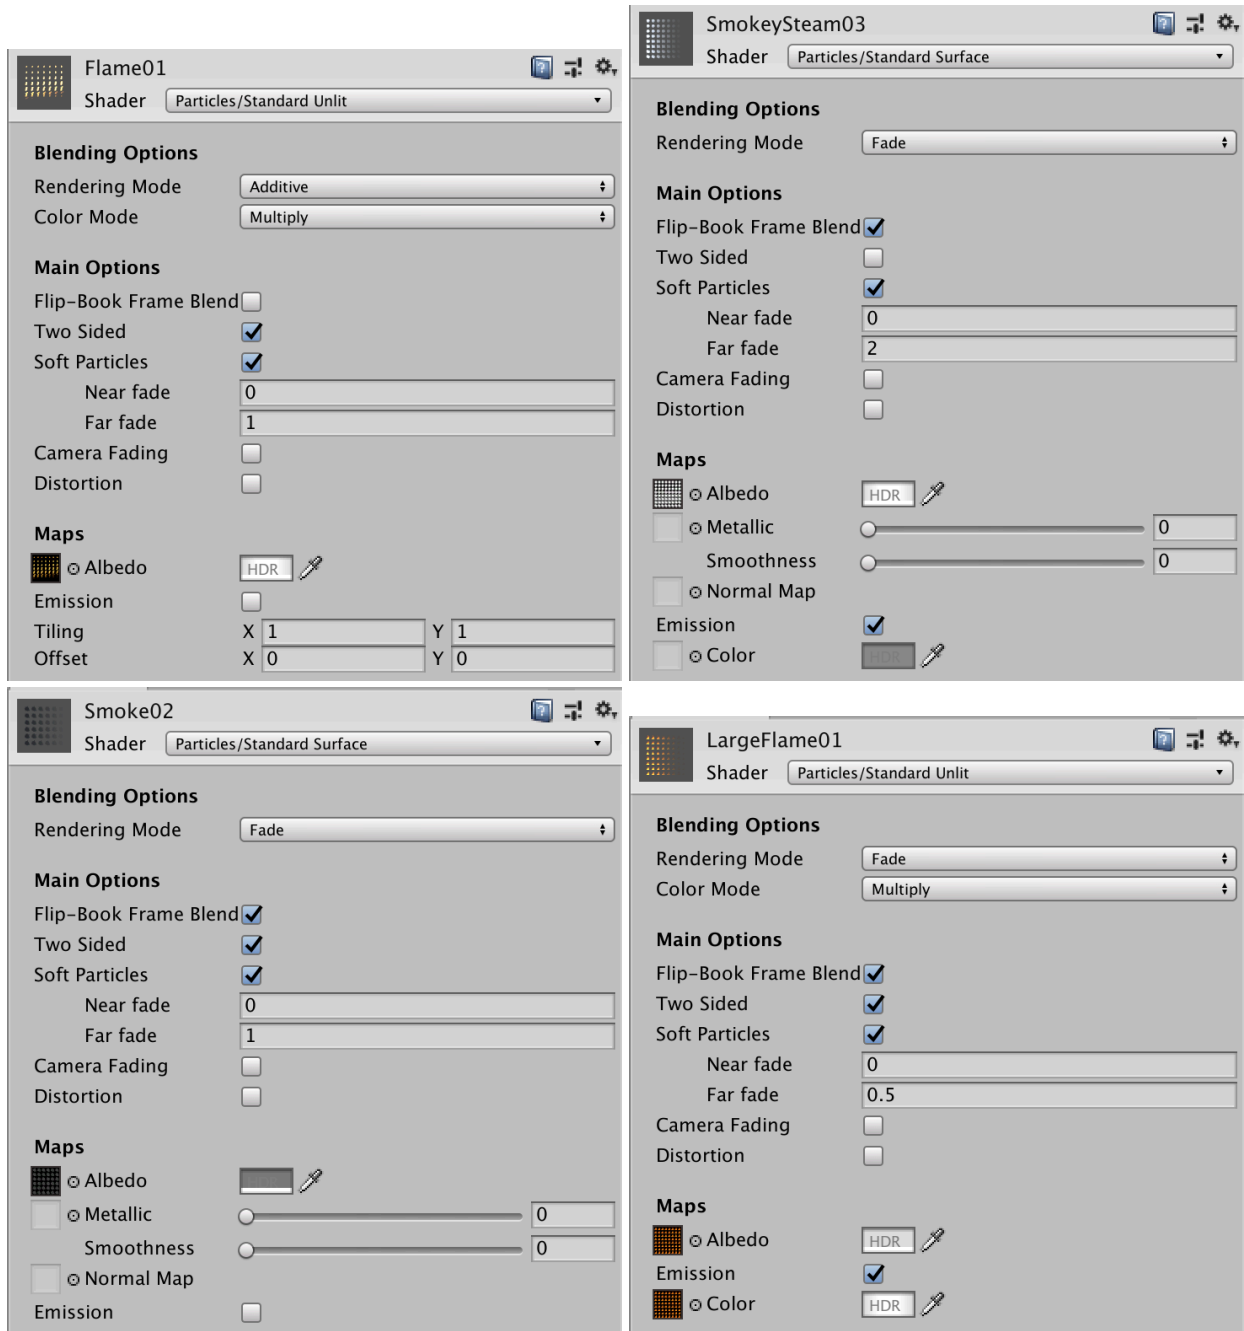 Flame01
Shader Particles/Standard Unlit
Blending Options
Rendering Mode Additive
Color Mode Multiply
Main Options
Flip-Book Frame Blend
Two Sided
Soft Particles
Near fade 0
Far fade 1
Camera Fading
Distortion
Maps
Albedo HDR
Emission
Tiling X 1 Y 1
Offset X 0 Y 0
SmokeySteam03
Shader Particles/Standard Surface
Blending Options
Rendering Mode Fade
Main Options
Flip-Book Frame Blend
Two Sided
Soft Particles
Near fade 0
Far fade 2
Camera Fading
Distortion
Maps
Albedo HDR
Metallic 0
Smoothness 0
Normal Map
Emission
Color HDR
Smoke02
Shader Particles/Standard Surface
Blending Options
Rendering Mode Fade
Main Options
Flip-Book Frame Blend
Two Sided
Soft Particles
Near fade 0
Far fade 1
Camera Fading
Distortion
Maps
Albedo
Metallic 0
Smoothness 0
Normal Map
Emission
LargeFlame01
Shader Particles/Standard Unlit
Blending Options
Rendering Mode Fade
Color Mode Multiply
Main Options
Flip-Book Frame Blend
Two Sided
Soft Particles
Near fade 0
Far fade 0.5
Camera Fading
Distortion
Maps
Albedo HDR
Emission
Color HDR